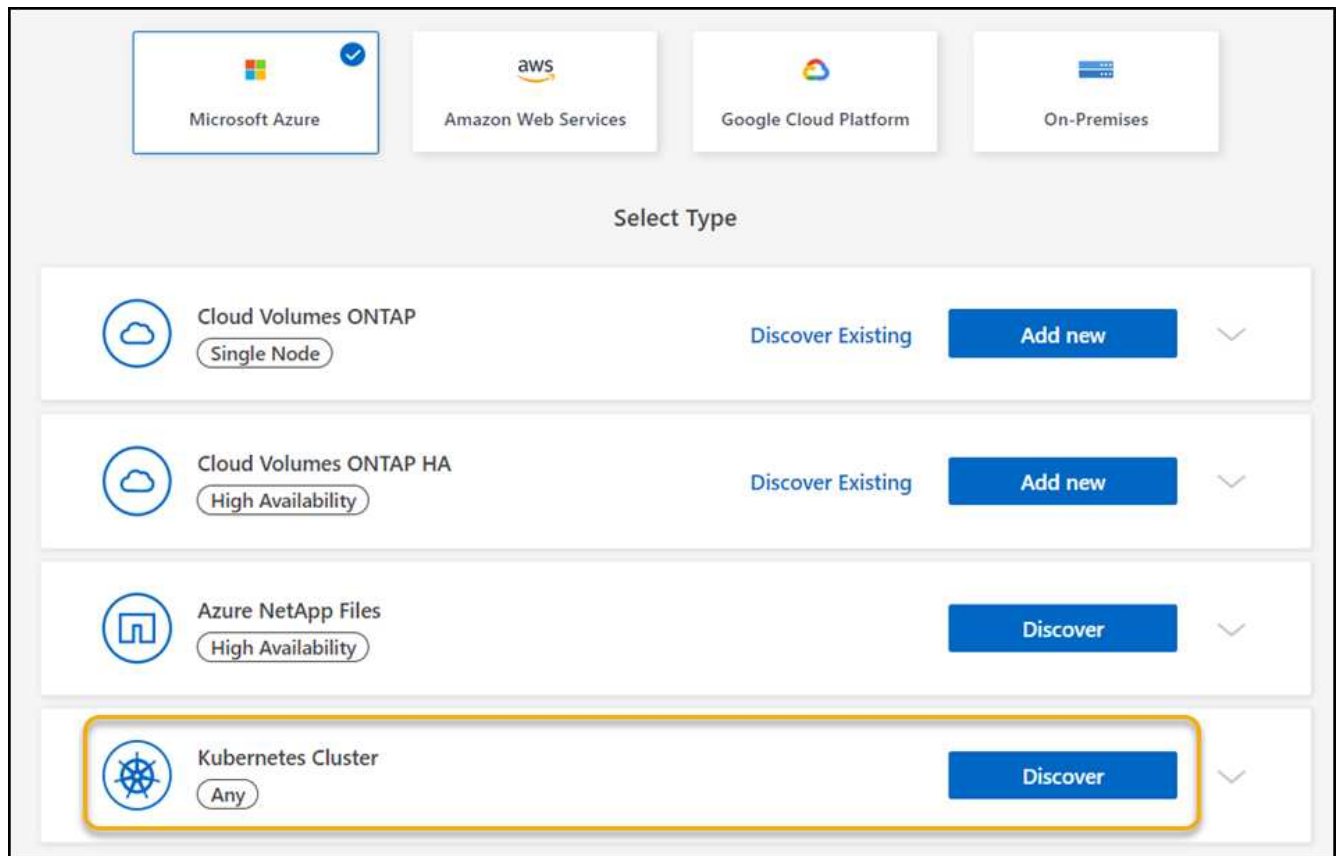 aws
Microsoft Azure
Amazon Web Services
Google Cloud Platform
On-Premises
Select Type
Cloud Volumes ONTAP
Single Node
Discover Existing
Add new
Cloud Volumes ONTAP HA
High Availability
Discover Existing
Add new
Azure NetApp Files
High Availability
Discover
Kubernetes Cluster
Any
Discover